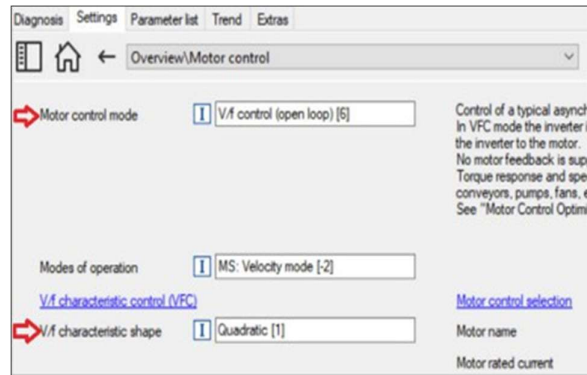 Diagnosis Settings Parameter list Trend Extras
Overview\Motor control
Motor control mode
V/f control (open loop) [6]
Control of a typical asynch
In VFC mode the inverter
the inverter to the motor.
No motor feedback is sup
Torque response and spe
conveyors, pumps, fans, e
See "Motor Control Optimi
Modes of operation
MS: Velocity mode [-2]
V/f characteristic control (VFC)
Motor control selection
V/f characteristic shape
Quadratic [1]
Motor name
Motor rated current